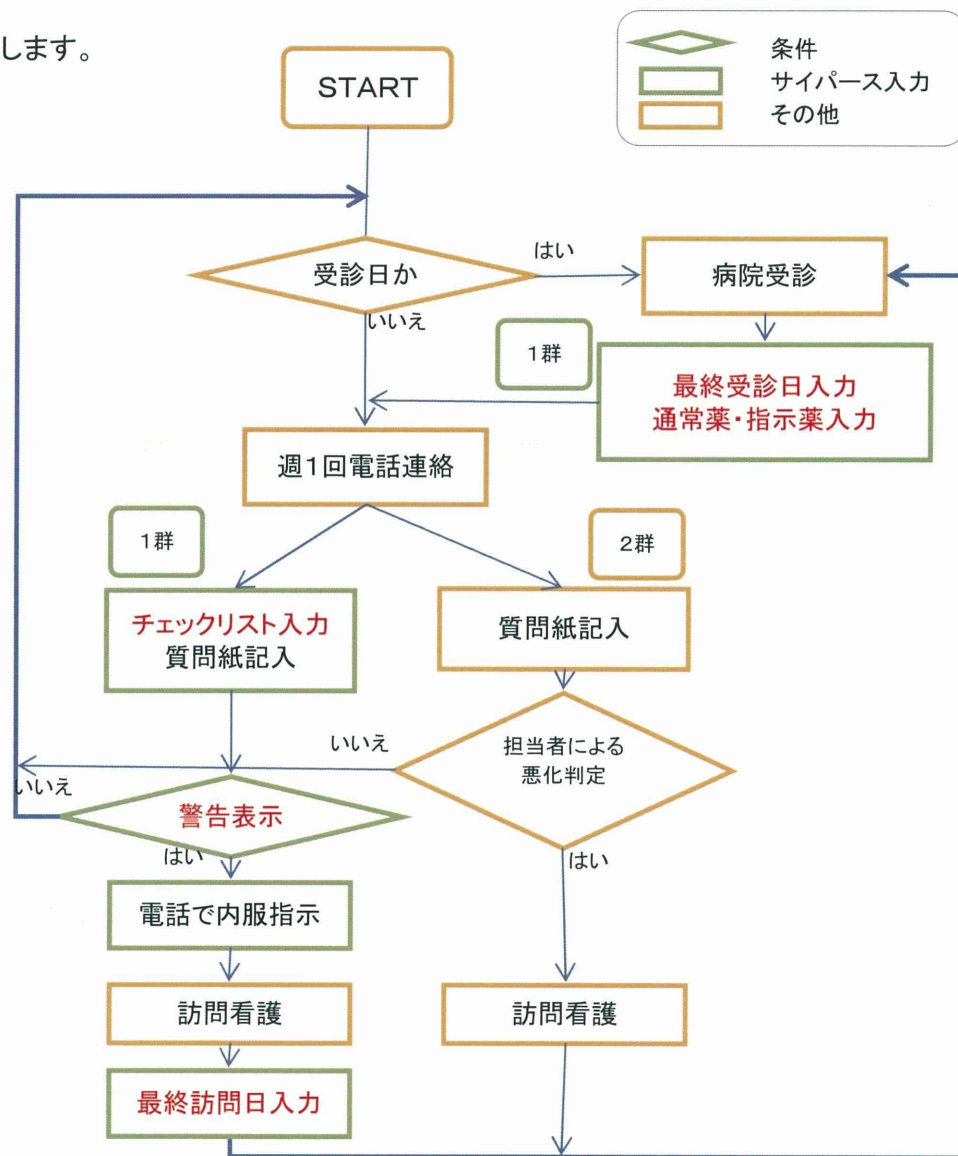 します。
条件
サイパース入力
その他
START
受診日か
はい
病院受診
いいえ
1群
最終受診日入力
通常薬・指示薬入力
週1回電話連絡
1群
2群
チェックリスト入力
質問紙記入
質問紙記入
いいえ
担当者による
悪化判定
いいえ
警告表示
はい
はい
電話で内服指示
訪問看護
訪問看護
最終訪問日入力